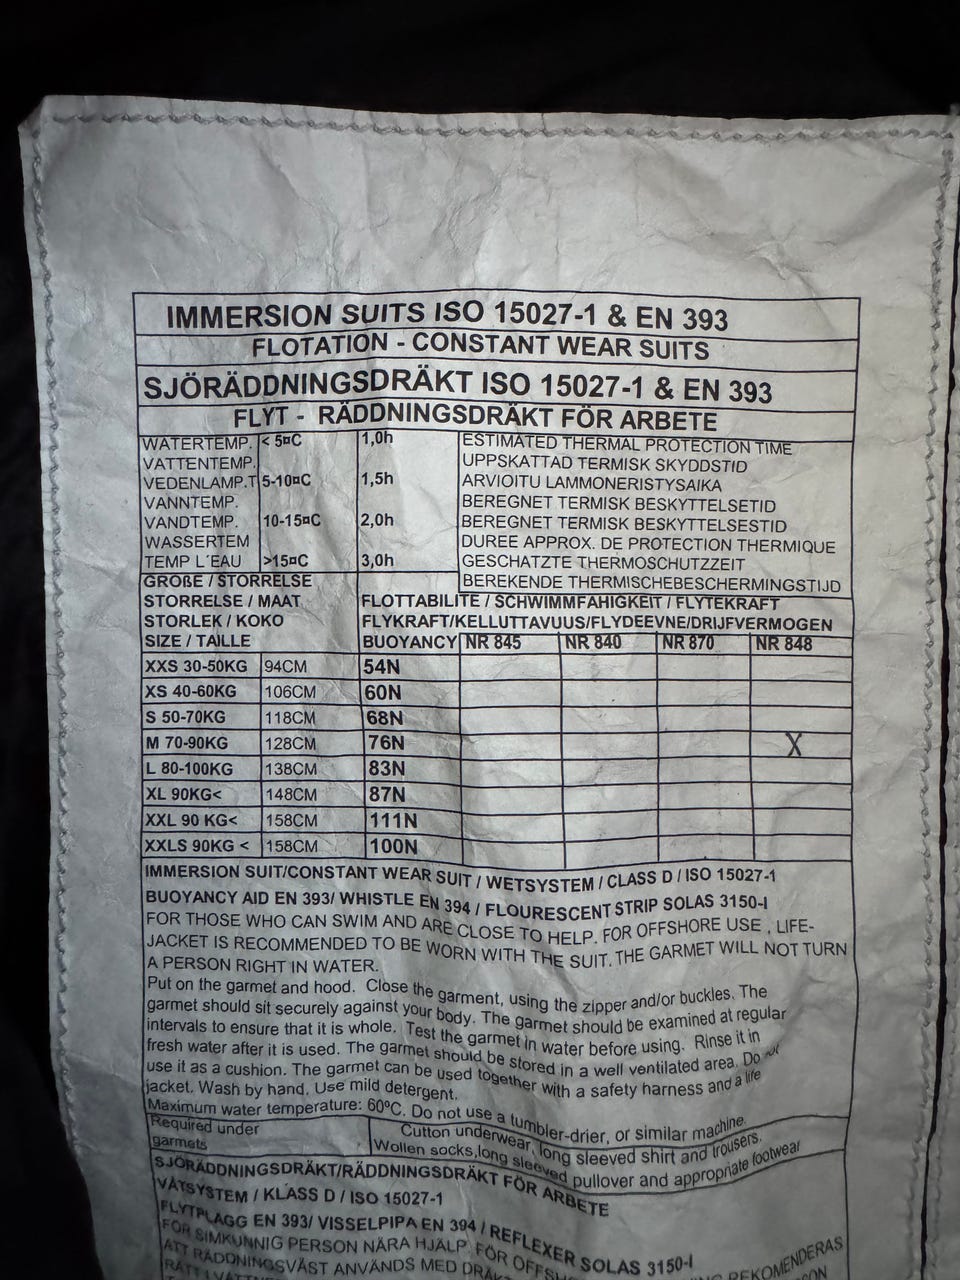 IMMERSION SUITS ISO 15027-1 & EN 393
FLOTATION - CONSTANT WEAR SUITS
SJÖRÄDDNINGSDRÄKT ISO 15027-1 & EN 393
FLYT - RÄDDNINGSDRÄKT FÖR ARBETE
WATERTEMP. < 5¤C 1,0h ESTIMATED THERMAL PROTECTION TIME
VATTENTEMP. UPPSKATTAD TERMISK SKYDDSTID
VEDENLAMP.T 5-10¤C 1,5h ARVIOITU LAMMONERISTYSAIKA
VANNTEMP. BEREGNET TERMISK BESKYTTELSETID
VANDTEMP. 10-15¤C 2,0h BEREGNET TERMISK BESKYTTELSESTID
WASSERTEM DUREE APPROX. DE PROTECTION THERMIQUE
TEMP L´EAU >15¤C 3,0h GESCHATZTE THERMOSCHUTZZEIT
GROßE / STORRELSE BEREKENDE THERMISCHEBESCHERMINGSTIJD
STORRELSE / MAAT FLOTTABILITE / SCHWIMMFAHIGKEIT / FLYTEKRAFT
STORLEK / KOKO FLYKRAFT/KELLUTTAVUUS/FLYDEEVNE/DRIJFVERMOGEN
SIZE / TAILLE BUOYANCY NR 845 NR 840 NR 870 NR 848
XXS 30-50KG 94CM 54N
XS 40-60KG 106CM 60N
S 50-70KG 118CM 68N
M 70-90KG 128CM 76N X
L 80-100KG 138CM 83N
XL 90KG< 148CM 87N
XXL 90 KG< 158CM 111N
XXLS 90KG < 158CM 100N
IMMERSION SUIT/CONSTANT WEAR SUIT / WETSYSTEM / CLASS D / ISO 15027-1
BUOYANCY AID EN 393/ WHISTLE EN 394 / FLOURESCENT STRIP SOLAS 3150-I
FOR THOSE WHO CAN SWIM AND ARE CLOSE TO HELP. FOR OFFSHORE USE , LIFE-
JACKET IS RECOMMENDED TO BE WORN WITH THE SUIT. THE GARMET WILL NOT TURN
A PERSON RIGHT IN WATER.
Put on the garmet and hood. Close the garment, using the zipper and/or buckles. The
garmet should sit securely against your body. The garmet should be examined at regular
intervals to ensure that it is whole. Test the garmet in water before using. Rinse it in
fresh water after it is used. The garmet should be stored in a well ventilated area. Do not
use it as a cushion. The garmet can be used together with a safety harness and a life
jacket. Wash by hand. Use mild detergent.
Maximum water temperature: 60ºC. Do not use a tumbler-drier, or similar machine.
Required under Cutton underwear, long sleeved shirt and trousers.
garmets Wollen socks,long sleeved pullover and appropriate footwear
SJÖRÄDDNINGSDRÄKT/RÄDDNINGSDRÄKT FÖR ARBETE
VÅTSYSTEM / KLASS D / ISO 15027-1
FLYTPLAGG EN 393/ VISSELPIPA EN 394 / REFLEXER SOLAS 3150-I
FÖR SIMKUNNIG PERSON NÄRA HJÄLP. FÖR REKOMENDERAS
ATT RÄDDNINGSVÄST ANVÄNDS MED